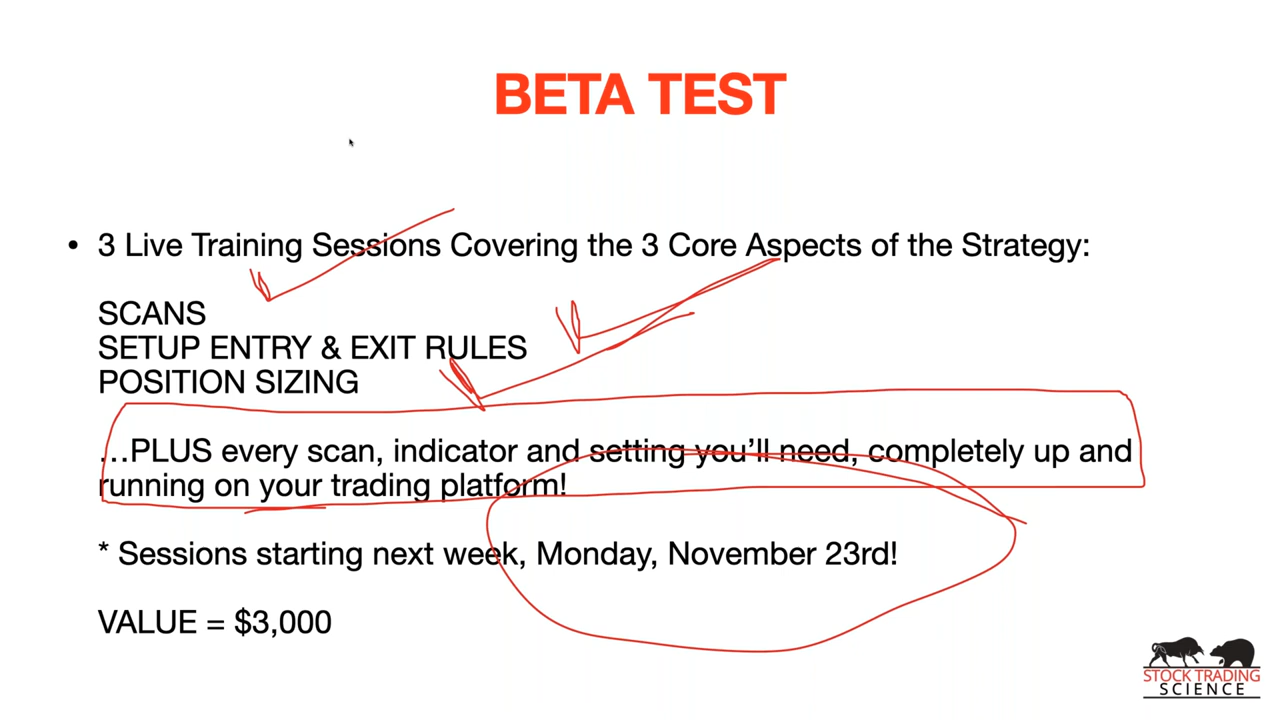 BETA TEST
• 3 Live Training Sessions Covering the 3 Core Aspects of the Strategy:
SCANS
SETUP ENTRY & EXIT RULES
POSITION SIZING
…PLUS every scan, indicator and setting you’ll need, completely up and
running on your trading platform!
* Sessions starting next week, Monday, November 23rd!
VALUE = $3,000
STOCK TRADING
SCIENCE